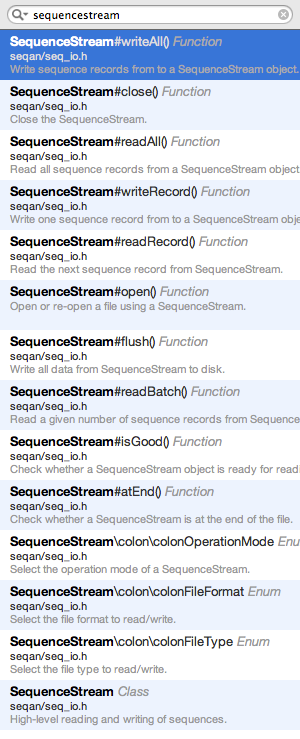 sequencestream
SequenceStream#writeAll() Function
seqan/seq_io.h
Write sequence records from to a SequenceStream object.
SequenceStream#close() Function
seqan/seq_io.h
Close the SequenceStream.
SequenceStream#readAll() Function
seqan/seq_io.h
Read all sequence records from a SequenceStream object
SequenceStream#writeRecord() Function
seqan/seq_io.h
Write one sequence record from to a SequenceStream obje
SequenceStream#readRecord() Function
seqan/seq_io.h
Read the next sequence record from SequenceStream.
SequenceStream#open() Function
Open or re-open a file using a SequenceStream.
SequenceStream#flush() Function
seqan/seq_io.h
Write all data from SequenceStream to disk.
SequenceStream#readBatch() Function
seqan/seq_io.h
Read a given number of sequence records from Sequence
SequenceStream#isGood() Function
seqan/seq_io.h
Check whether a SequenceStream object is ready for readi
SequenceStream#atEnd() Function
seqan/seq_io.h
Check whether a SequenceStream is at the end of the file.
SequenceStream\colon\colonOperationMode Enu
seqan/seq_io.h
Select the operation mode of a SequenceStream.
SequenceStream\colon\colonFileFormat Enum
seqan/seq_io.h
Select the file format to read/write.
SequenceStream\colon\colonFileType Enum
seqan/seq_io.h
Select the file type to read/write.
SequenceStream Class
seqan/seq_io.h
High-level reading and writing of sequences.